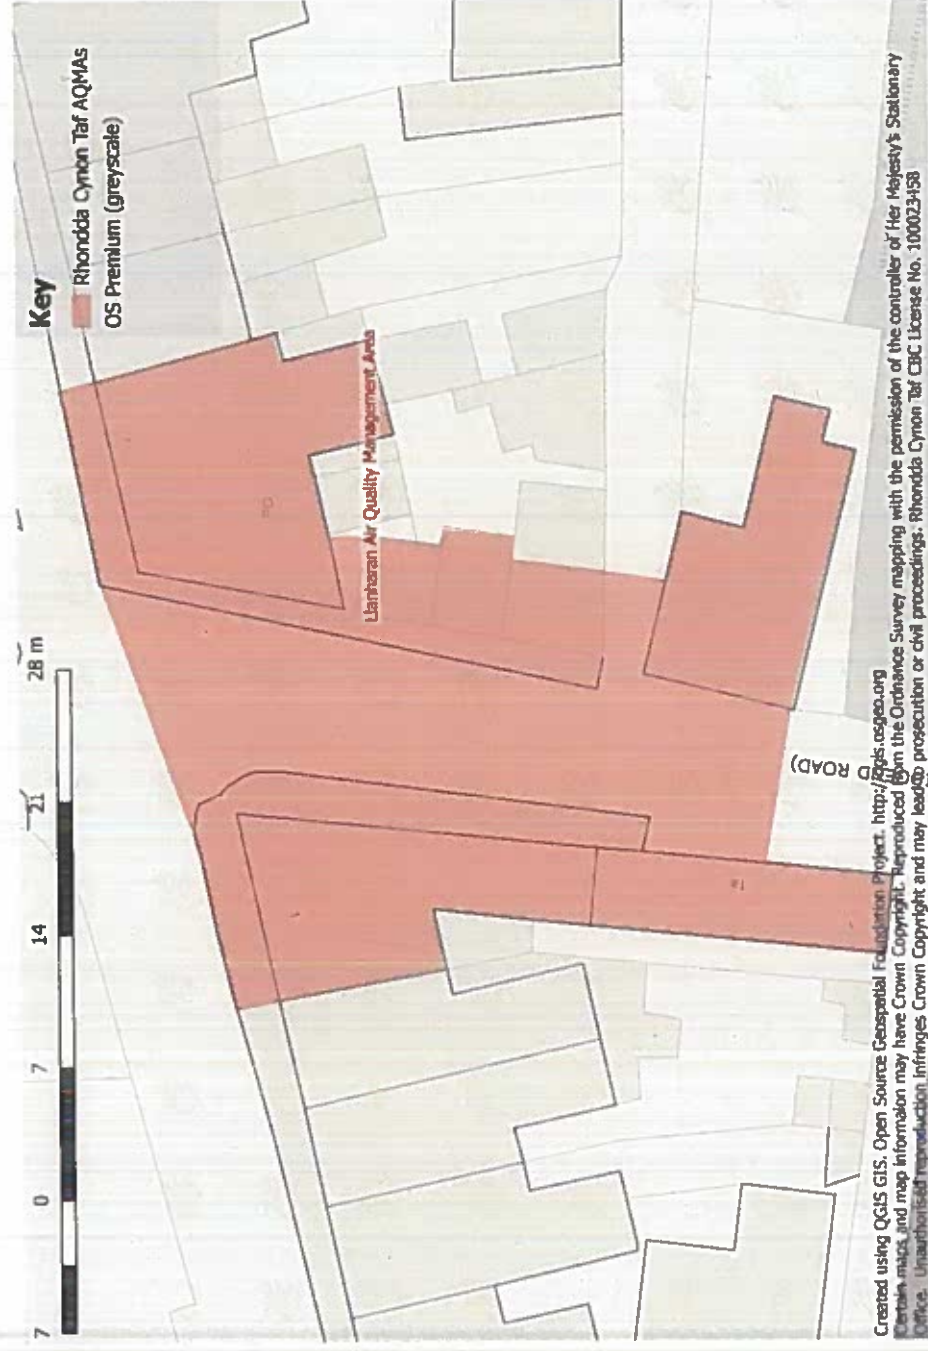 Key
Rhondda Cynon Taf AQMAs
OS Premium (greyscale)
7 0 7 14 21 28 m
Llanharan Air Quality Management Area
PO
1a
ROAD)
Created using QGIS GIS. Open Source Geospatial Foundation Project. http://qgis.osgeo.org
Certain maps and map informaion may have Crown Copyright. Reproduced from the Ordnance Survey mapping with the permission of the controller of Her Majesty's Stationary
Office. Unauthorised reproduction infringes Crown Copyright and may lead to prosecution or civil proceedings. Rhondda Cynon Taf CBC License No. 100023458